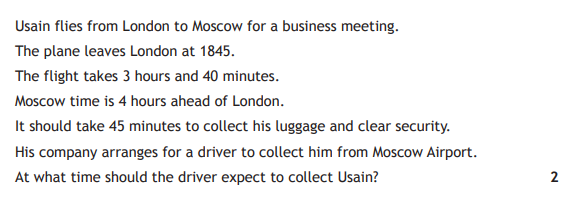 Usain flies from London to Moscow for a business meeting.
The plane leaves London at 1845.
The flight takes 3 hours and 40 minutes.
Moscow time is 4 hours ahead of London.
It should take 45 minutes to collect his luggage and clear security.
His company arranges for a driver to collect him from Moscow Airport.
At what time should the driver expect to collect Usain? 2